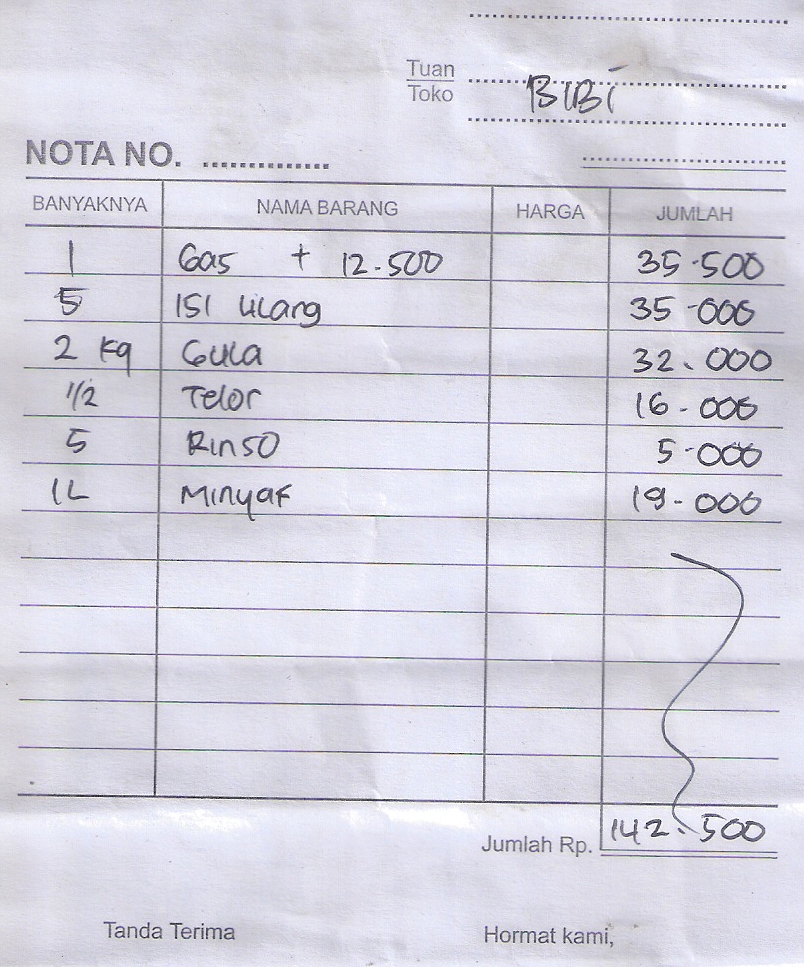 Tuan
Toko
BIBI
NOTA NO. ..............
BANYAKNYA NAMA BARANG HARGA JUMLAH
1 Gas + 12.500 35.500
5 ISI Ulang 35.000
2 Kg Gula 32.000
1/2 Telor 16.000
5 Rinso 5.000
1L Minyak 19.000
Jumlah Rp. 142.500
Tanda Terima Hormat kami,